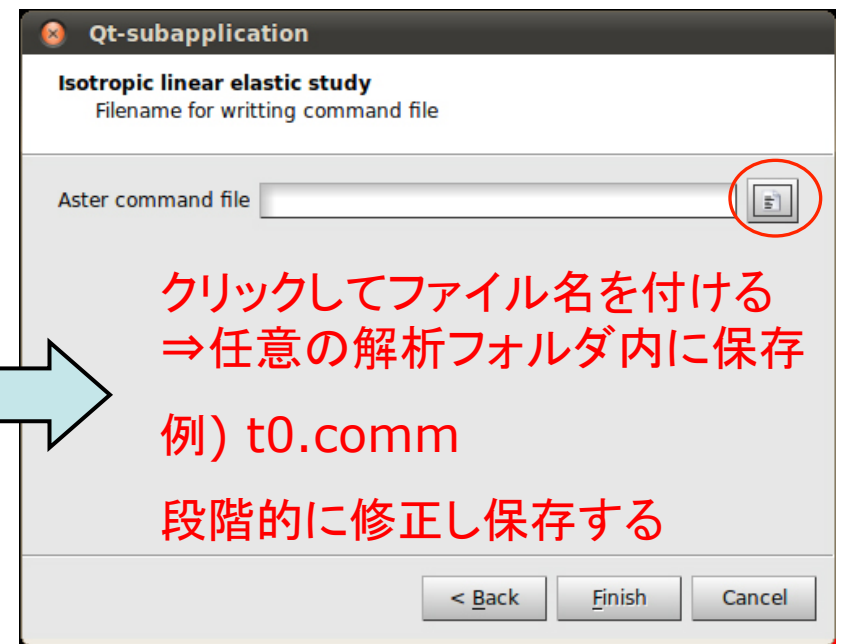 Qt-subapplication
Isotropic linear elastic study
Filename for writting command file
Aster command file
クリックしてファイル名を付ける
⇒任意の解析フォルダ内に保存
例) t0.comm
段階的に修正し保存する
< Back Finish Cancel